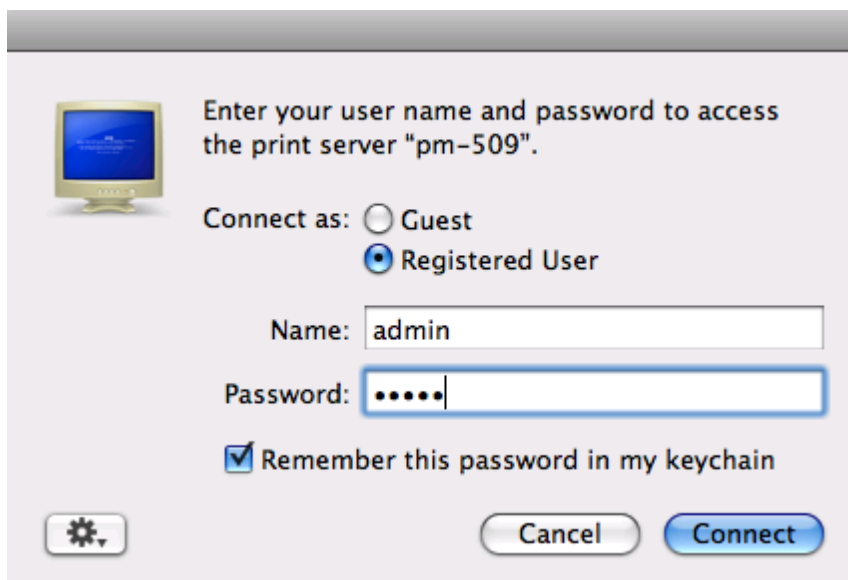 Enter your user name and password to access
the print server “pm-509”.
Connect as: Guest
Registered User
Name: admin
Password: •••••
Remember this password in my keychain
Cancel Connect